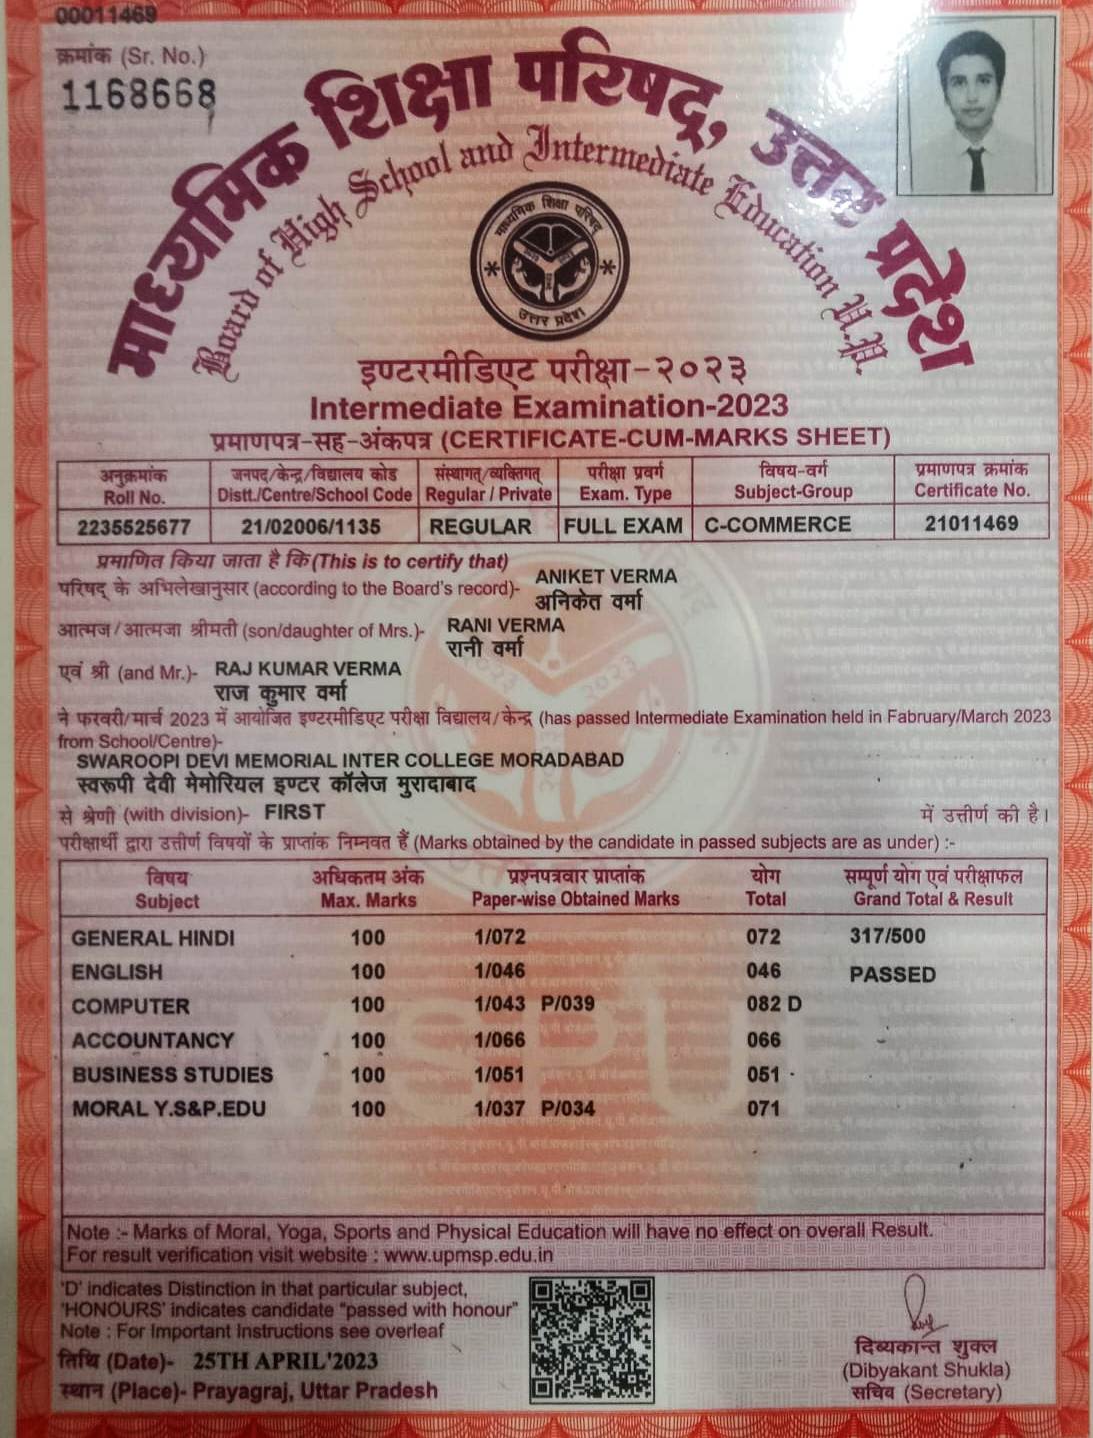 00011469
क्रमांक (Sr. No.)
1168668
माध्यमिक शिक्षा परिषद्, उत्तर प्रदेश
Board of High School and Intermediate Education U.P.
माध्यमिक शिक्षा परिषद
उत्तर प्रदेश
इण्टरमीडिएट परीक्षा-२०२३
Intermediate Examination-2023
प्रमाणपत्र-सह-अंकपत्र (CERTIFICATE-CUM-MARKS SHEET)
अनुक्रमांक जनपद/केन्द्र/विद्यालय कोड संस्थागत/व्यक्तिगत् परीक्षा प्रवर्ग विषय-वर्ग प्रमाणपत्र क्रमांक
Roll No. Distt./Centre/School Code Regular / Private Exam. Type Subject-Group Certificate No.
2235525677 21/02006/1135 REGULAR FULL EXAM C-COMMERCE 21011469
प्रमाणित किया जाता है कि (This is to certify that)
ANIKET VERMA
परिषद् के अभिलेखानुसार (according to the Board's record)- अनिकेत वर्मा
आत्मज/आत्मजा श्रीमती (son/daughter of Mrs.)- RANI VERMA
रानी वर्मा
एवं श्री (and Mr.)- RAJ KUMAR VERMA
राज कुमार वर्मा
ने फरवरी/मार्च 2023 में आयोजित इण्टरमीडिएट परीक्षा विद्यालय/केन्द्र (has passed Intermediate Examination held in Fabruary/March 2023
from School/Centre)-
SWAROOPI DEVI MEMORIAL INTER COLLEGE MORADABAD
स्वरूपी देवी मेमोरियल इण्टर कॉलेज मुरादाबाद
से श्रेणी (with division)- FIRST में उत्तीर्ण की है।
परीक्षार्थी द्वारा उत्तीर्ण विषयों के प्राप्तांक निम्नवत हैं (Marks obtained by the candidate in passed subjects are as under) :-
विषय अधिकतम अंक प्रश्नपत्रवार प्राप्तांक योग सम्पूर्ण योग एवं परीक्षाफल
Subject Max. Marks Paper-wise Obtained Marks Total Grand Total & Result
GENERAL HINDI 100 1/072 072 317/500
ENGLISH 100 1/046 046 PASSED
COMPUTER 100 1/043 P/039 082 D
ACCOUNTANCY 100 1/066 066
BUSINESS STUDIES 100 1/051 051
MORAL Y.S&P.EDU 100 1/037 P/034 071
Note :- Marks of Moral, Yoga, Sports and Physical Education will have no effect on overall Result.
For result verification visit website : www.upmsp.edu.in
'D' indicates Distinction in that particular subject,
'HONOURS' indicates candidate "passed with honour"
Note : For Important Instructions see overleaf
तिथि (Date)- 25TH APRIL'2023
स्थान (Place)- Prayagraj, Uttar Pradesh
दिब्यकान्त शुक्ल
(Dibyakant Shukla)
सचिव (Secretary)